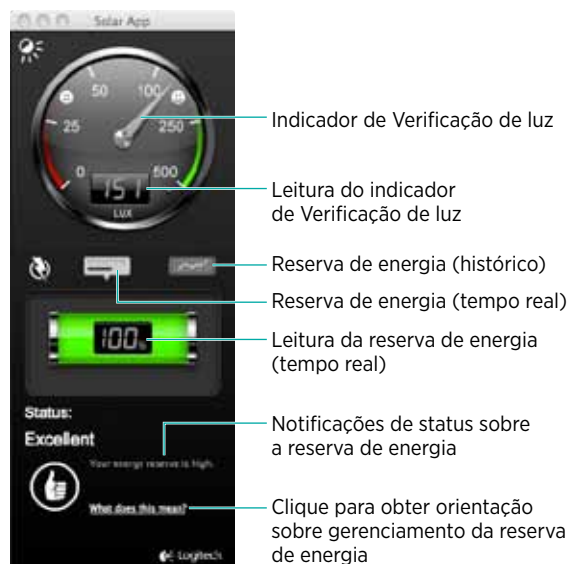 Solar App
50
100
25
250
0
500
151
LUX
Indicador de Verificação de luz
Leitura do indicador
de Verificação de luz
Reserva de energia (histórico)
Reserva de energia (tempo real)
100%
Leitura da reserva de energia
(tempo real)
Status:
Excellent
Your energy reserve is high.
Notificações de status sobre
a reserva de energia
What does this mean?
Clique para obter orientação
sobre gerenciamento da reserva
de energia
Logitech